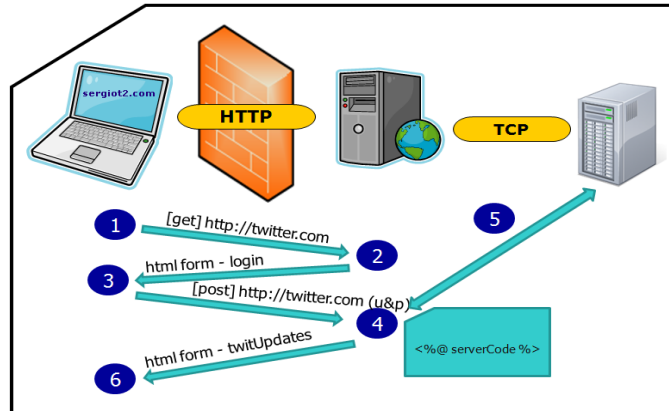 sergiot2.com
HTTP
TCP
1
[get] http://twitter.com
5
2
html form - login
3
[post] http://twitter.com (u&p)
4
<%@ serverCode %>
html form - twitUpdates
6